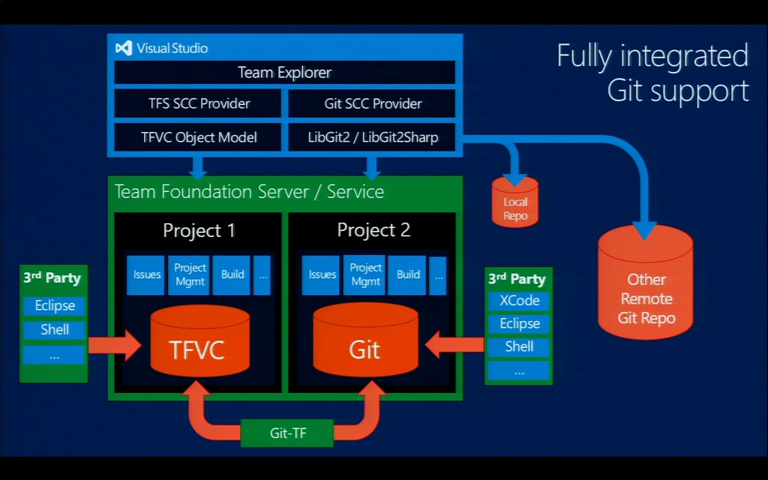 Fully integrated
Git support
Visual Studio
Team Explorer
TFS SCC Provider
Git SCC Provider
TFVC Object Model
LibGit2 / LibGit2Sharp
Team Foundation Server / Service
Local
Repo
Other
Remote
Git Repo
Project 1
Issues
Project
Mgmt
Build
...
TFVC
Project 2
Issues
Project
Mgmt
Build
...
Git
3rd Party
Eclipse
Shell
...
3rd Party
XCode
Eclipse
Shell
...
Git-TF